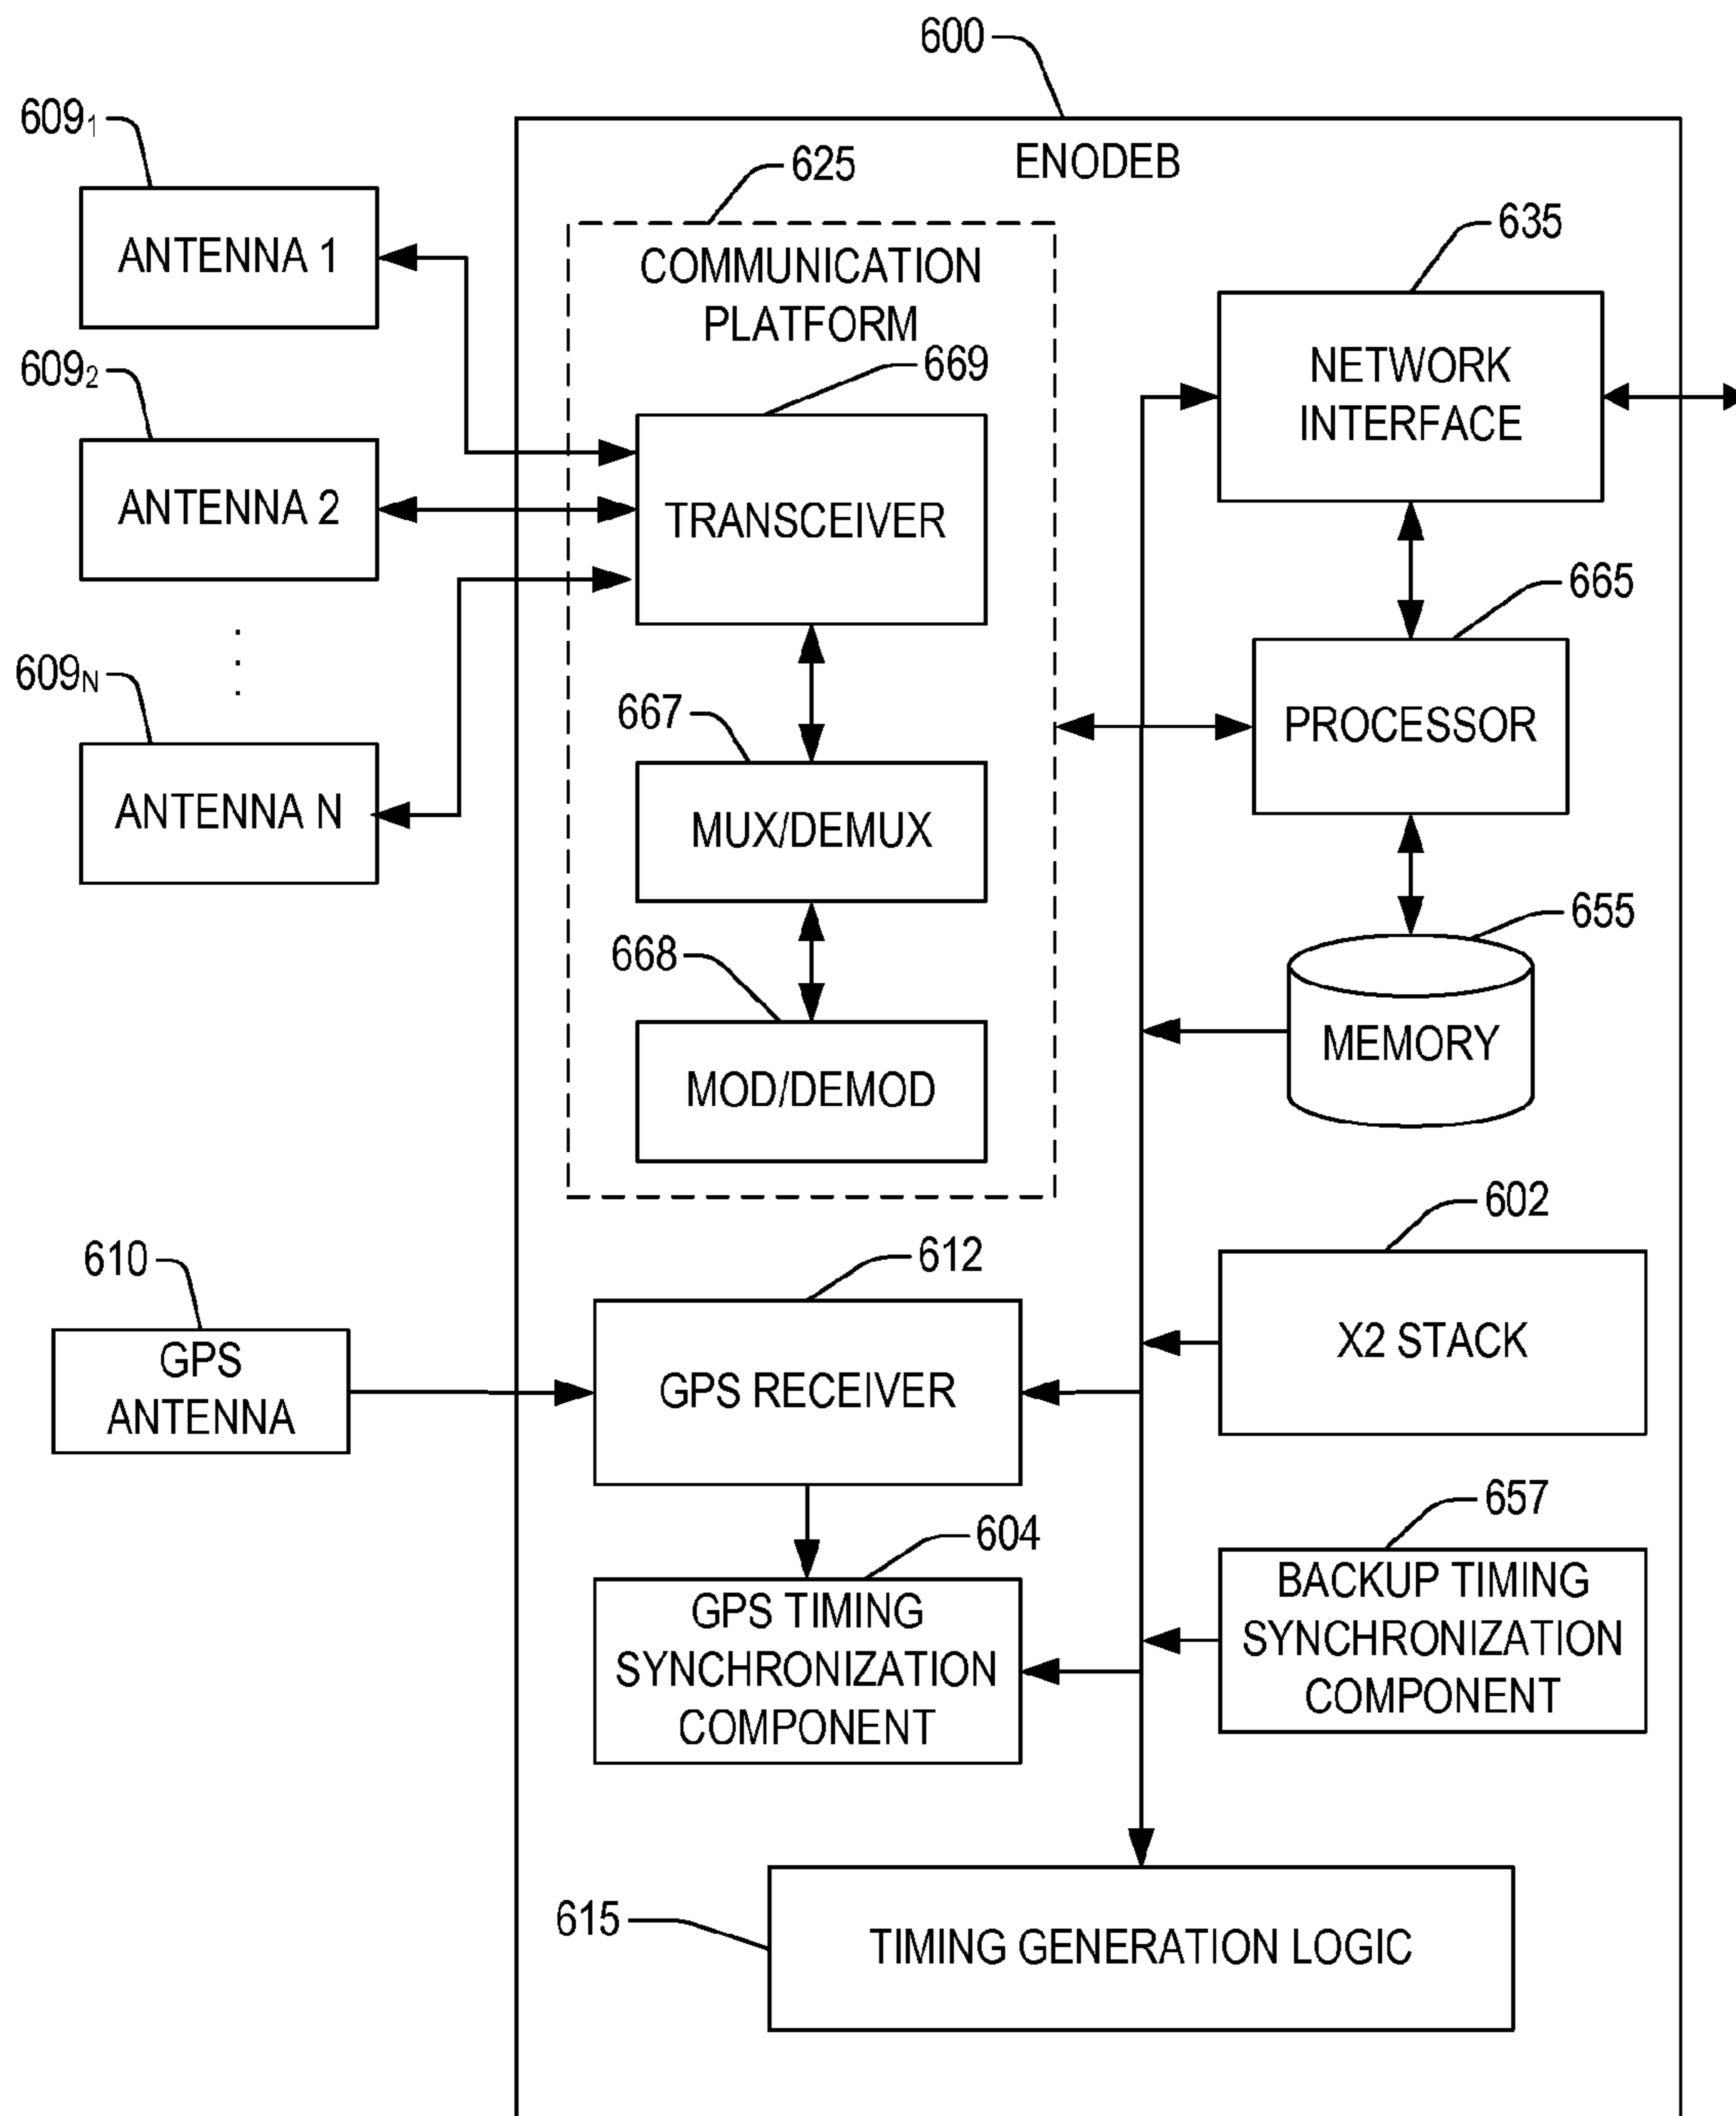 600
609₁
ENODEB
625
ANTENNA 1
COMMUNICATION
PLATFORM
635
609₂
669
NETWORK
INTERFACE
ANTENNA 2
TRANSCEIVER
665
609N
667
PROCESSOR
ANTENNA N
MUX/DEMUX
655
668
MEMORY
MOD/DEMOD
602
610
612
X2 STACK
GPS
ANTENNA
GPS RECEIVER
657
604
BACKUP TIMING
SYNCHRONIZATION
COMPONENT
GPS TIMING
SYNCHRONIZATION
COMPONENT
615
TIMING GENERATION LOGIC